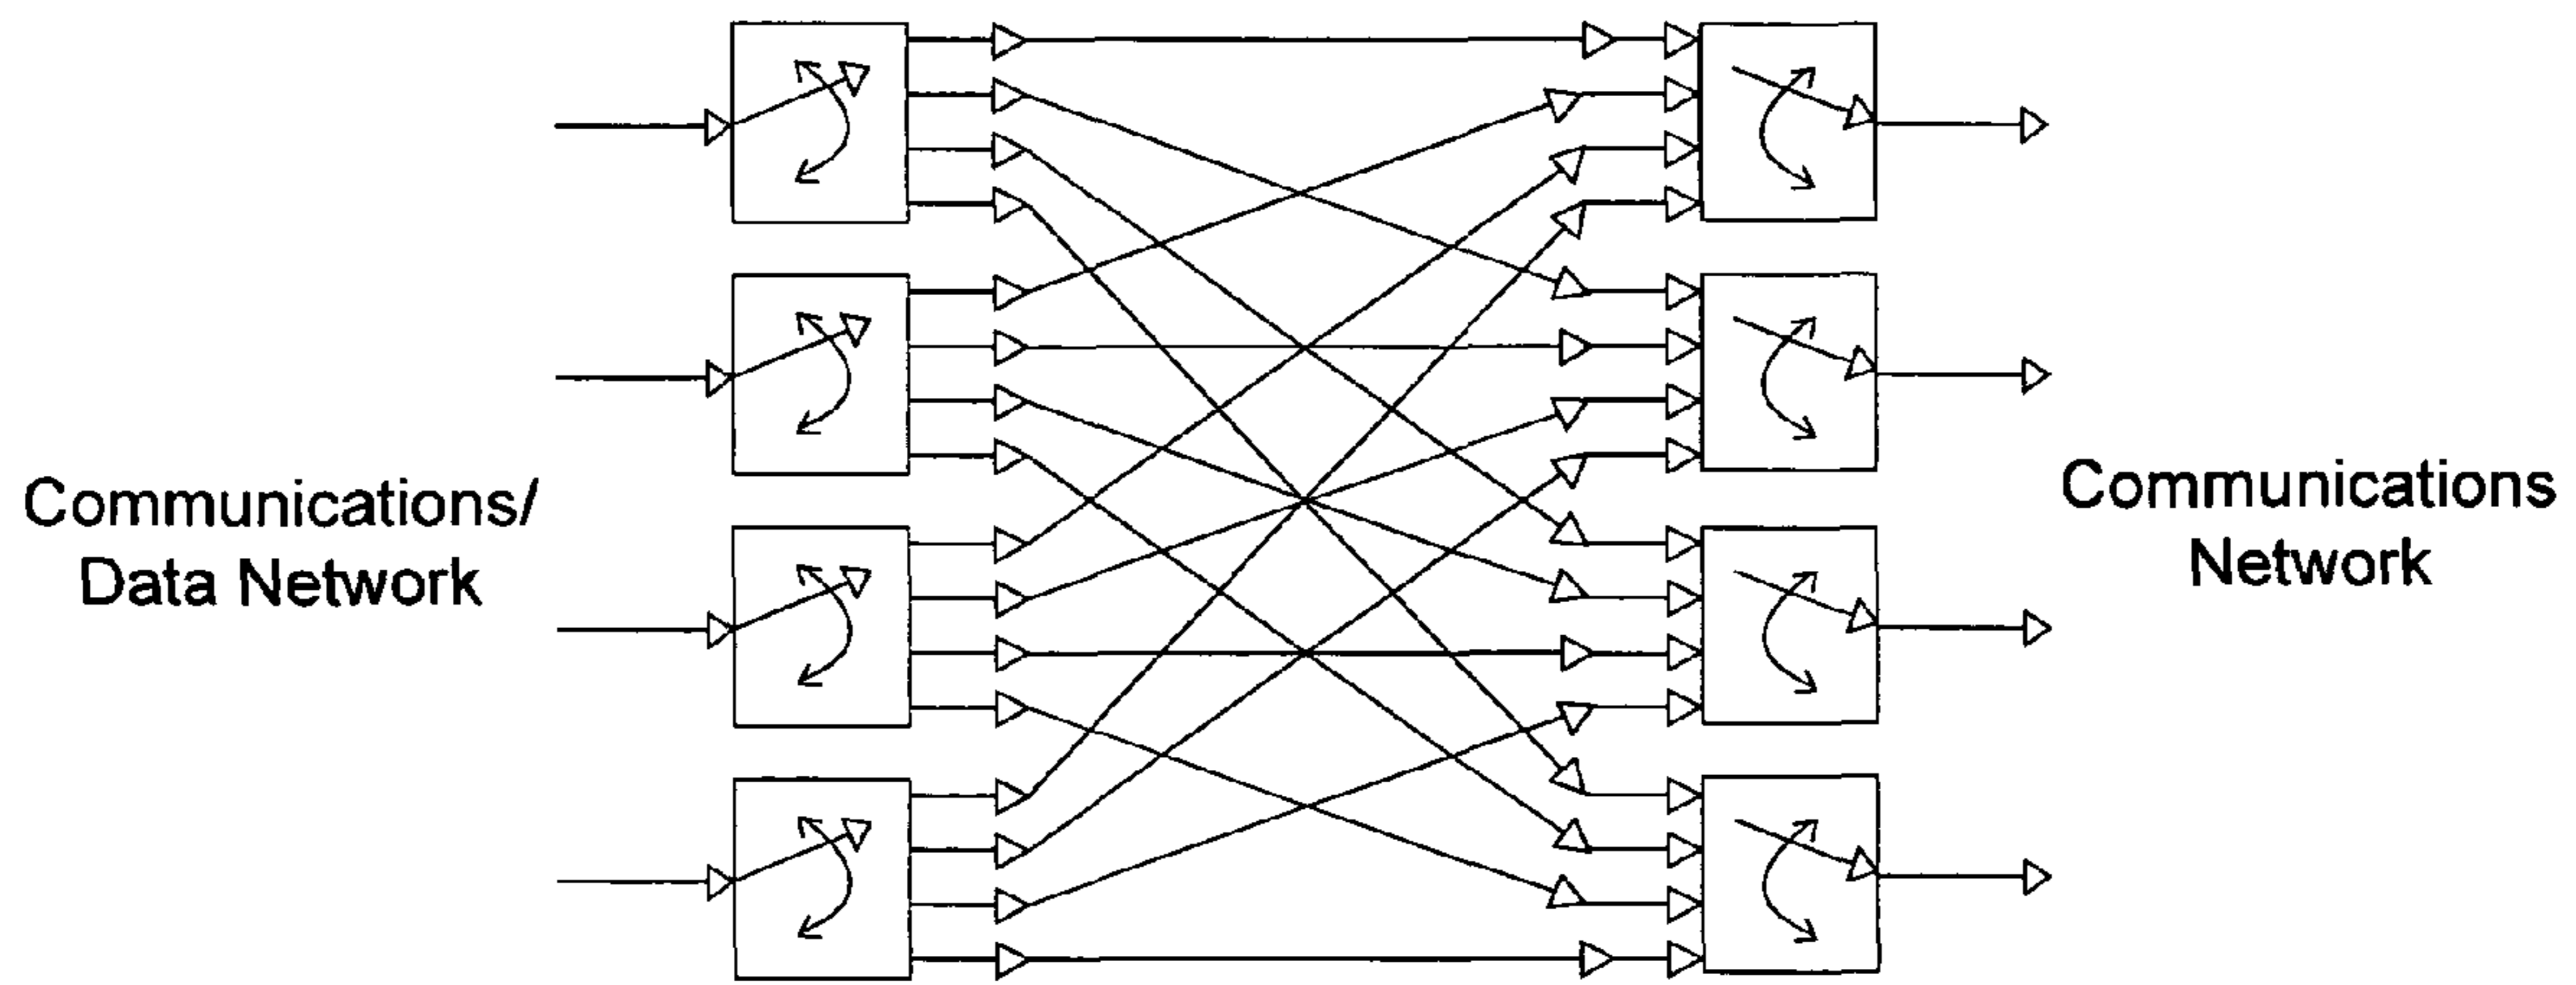 Communications/
Data Network
Communications
Network